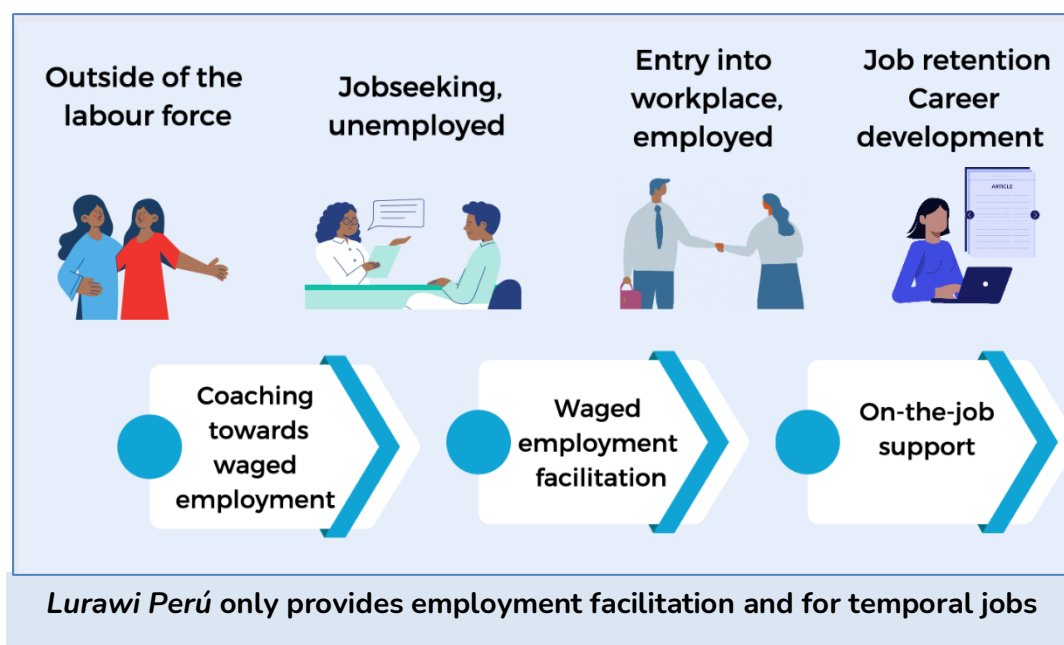 Outside of the
labour force
Jobseeking,
unemployed
Entry into
workplace,
employed
Job retention
Career
development
ARTICLE
Coaching
towards
waged
employment
Waged
employment
facilitation
On-the-job
support
Lurawi Perú only provides employment facilitation and for temporal jobs